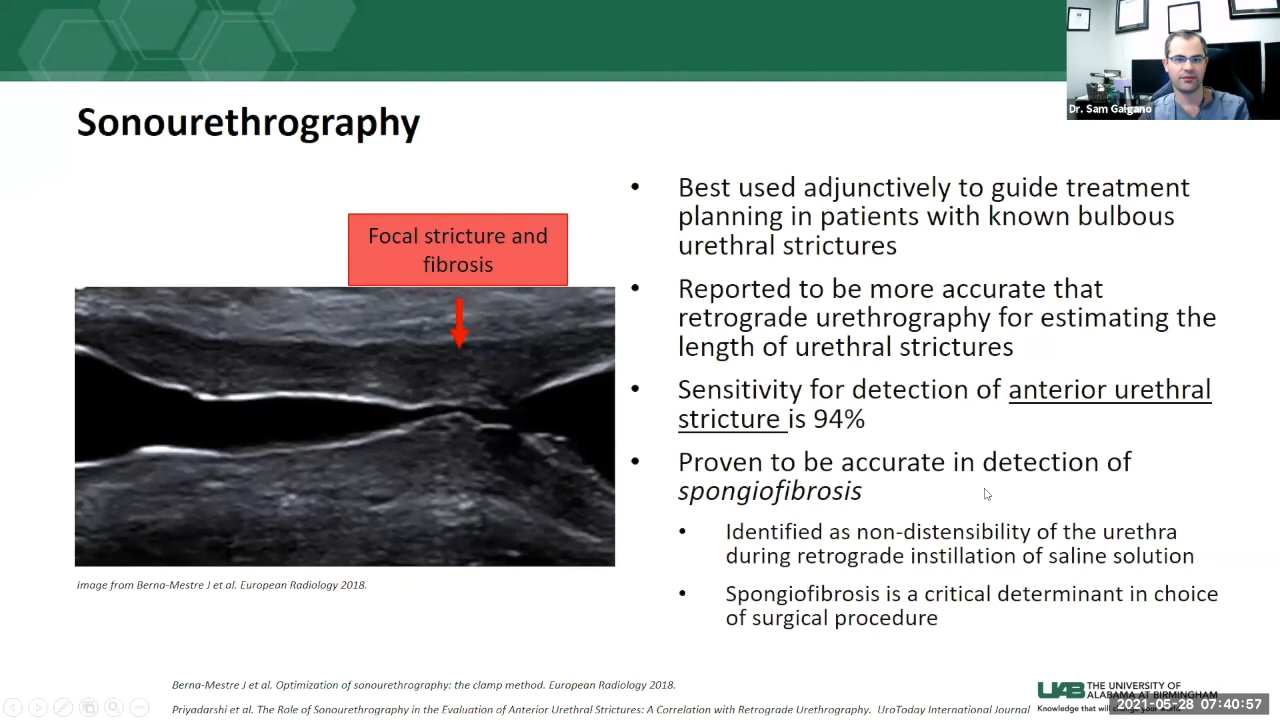 Dr. Sam Galgano
Sonourethrography
Focal stricture and
fibrosis
image from Berna-Mestre J et al. European Radiology 2018.
• Best used adjunctively to guide treatment
planning in patients with known bulbous
urethral strictures
• Reported to be more accurate that
retrograde urethrography for estimating the
length of urethral strictures
• Sensitivity for detection of anterior urethral
stricture is 94%
• Proven to be accurate in detection of
spongiofibrosis
• Identified as non-distensibility of the urethra
during retrograde instillation of saline solution
• Spongiofibrosis is a critical determinant in choice
of surgical procedure
Berna-Mestre J et al. Optimization of sonourethrography: the clamp method. European Radiology 2018.
Priyadarshi et al. The Role of Sonourethrography in the Evaluation of Anterior Urethral Strictures: A Correlation with Retrograde Urethrography. UroToday International Journal
UAB THE UNIVERSITY OF
ALABAMA AT BIRMINGHAM
Knowledge that will
2021-05-28 07:40:57